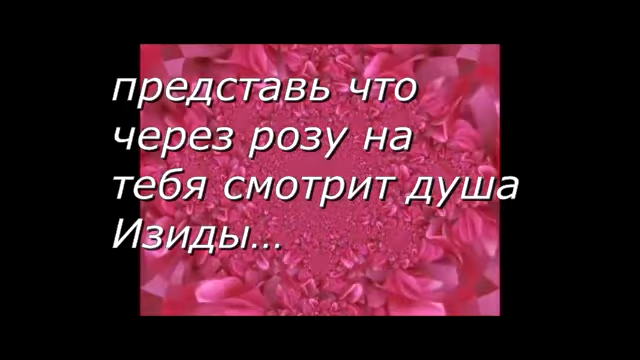 представь что
через розу на
тебя смотрит душа
Изиды...